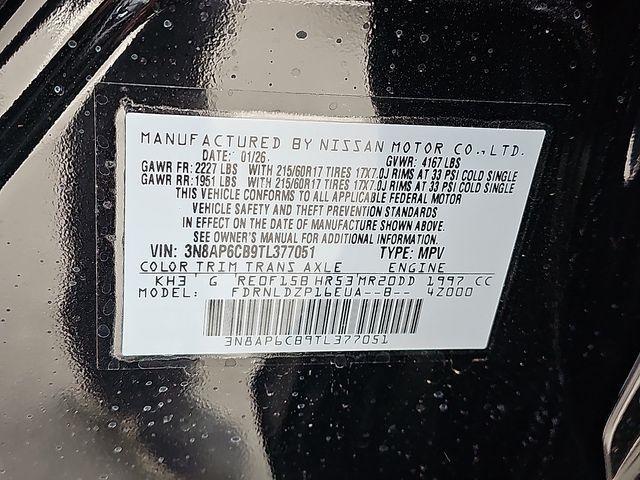 MANUFACTURED BY NISSAN MOTOR CO.,LTD.
DATE: 01/26. GVWR: 4167 LBS
GAWR FR: 2227 LBS WITH 215/60R17 TIRES 17X7.0J RIMS AT 33 PSI COLD SINGLE
GAWR RR: 1951 LBS WITH 215/60R17 TIRES 17X7.0J RIMS AT 33 PSI COLD SINGLE
THIS VEHICLE CONFORMS TO ALL APPLICABLE FEDERAL MOTOR
VEHICLE SAFETY AND THEFT PREVENTION STANDARDS
IN EFFECT ON THE DATE OF MANUFACTURE SHOWN ABOVE.
SEE OWNER'S MANUAL FOR ADDITIONAL INFORMATION.
VIN: 3N8AP6CB9TL377051 TYPE: MPV
COLOR TRIM TRANS AXLE ENGINE
KH3 G RE0F15B HR53 MR20DD 1997 CC
MODEL: FDRNLDZP16EUA--B-- 4Z000
3N8AP6CB9TL377051